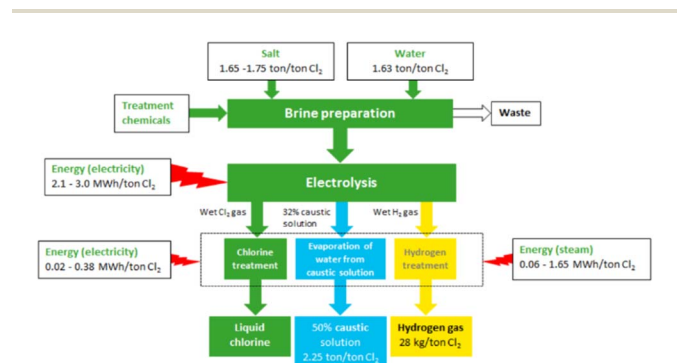 Salt
1.65 -1.75 ton/ton Cl₂
Water
1.63 ton/ton Cl₂
Treatment
chemicals
Brine preparation
Waste
Energy (electricity)
2.1 - 3.0 MWh/ton Cl₂
Electrolysis
Wet Cl₂ gas
32% caustic
solution
Wet H₂ gas
Energy (electricity)
0.02 - 0.38 MWh/ton Cl₂
Chlorine
treatment
Evaporation of
water from
caustic solution
Hydrogen
treatment
Energy (steam)
0.06 - 1.65 MWh/ton Cl₂
Liquid
chlorine
50% caustic
solution
2.25 ton/ton Cl₂
Hydrogen gas
28 kg/ton Cl₂